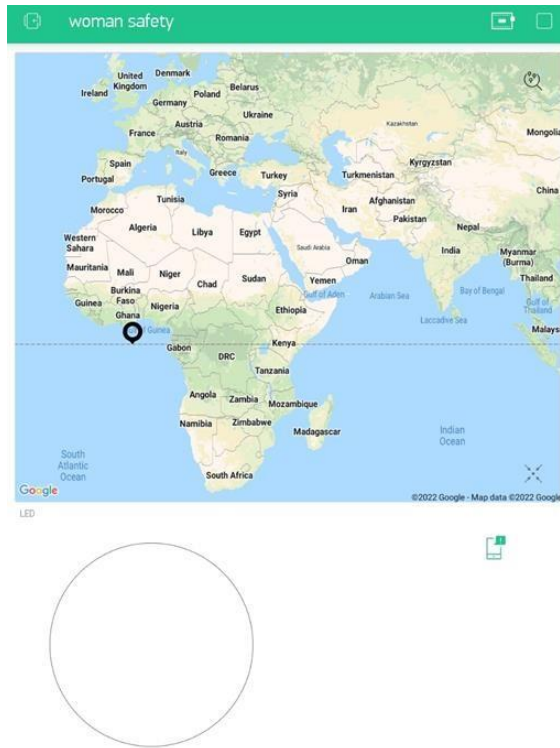 woman safety
United
Kingdom
Denmark
Ireland
Poland
Belarus
Germany
Ukraine
Austria
France
Romania
Kazakhstan
Mongolia
Italy
Spain
Portugal
Greece
Turkey
Turkmenistan
Kyrgyzstan
China
Tunisia
Syria
Afghanistan
Morocco
Iran
Pakistan
Algeria
Libya
Egypt
Nepal
Western
Sahara
Saudi Arabia
India
Myanmar
(Burma)
Oman
Mauritania
Mali
Niger
Chad
Sudan
Yemen
Thailand
Burkina
Faso
Gulf of Aden
Arabian Sea
Bay of Bengal
Gulf of
Thailand
Guinea
Nigeria
Ghana
Ethiopia
Laccadive Sea
Guinea
Malays
Gabon
Kenya
DRC
Tanzania
Angola
Zambia
Mozambique
Namibia
Zimbabwe
Madagascar
Indian
Ocean
South
Atlantic
Ocean
South Africa
Google
©2022 Google - Map data ©2022 Google
LED